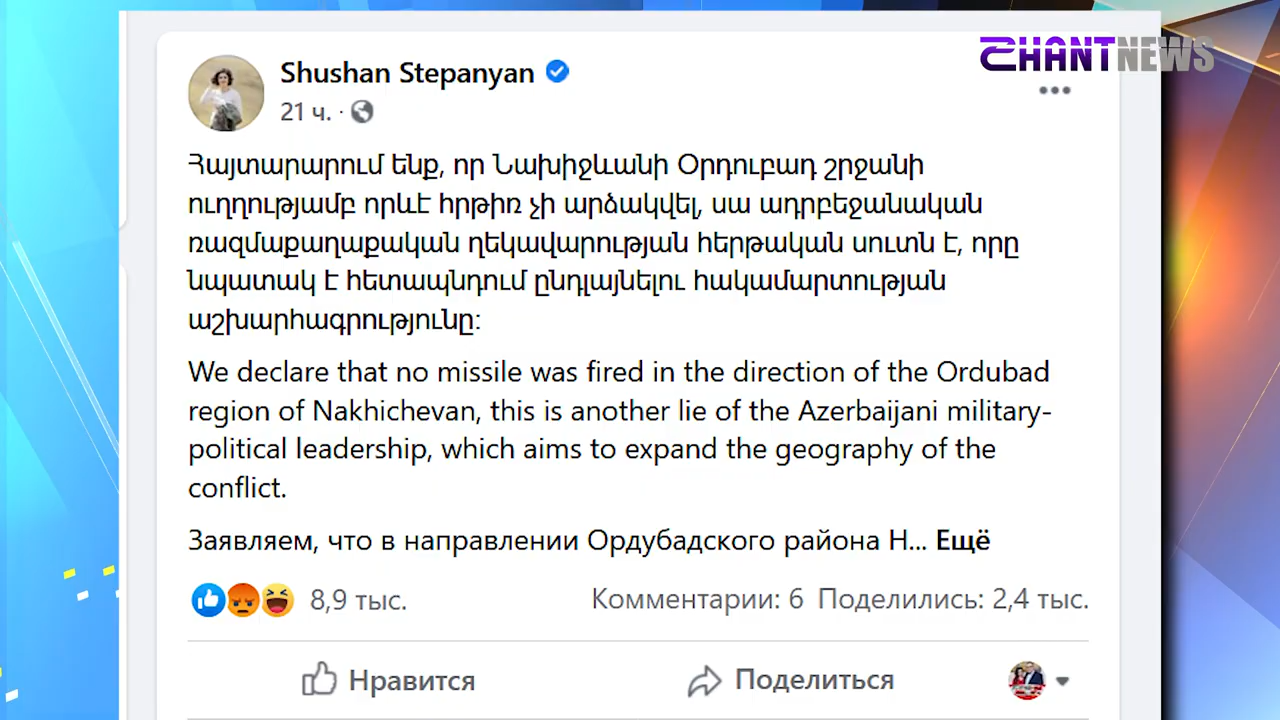 SHANTNEWS
Shushan Stepanyan
21 ч. ·
Հայտարարում ենք, որ Նախիջևանի Օրդուբադ շրջանի
ուղղությամբ որևէ հրթիռ չի արձակվել, սա ադրբեջանական
ռազմաքաղաքական ղեկավարության հերթական սուտն է, որը
նպատակ է հետապնդում ընդլայնելու հակամարտության
աշխարհագրությունը։
We declare that no missile was fired in the direction of the Ordubad
region of Nakhichevan, this is another lie of the Azerbaijani military-
political leadership, which aims to expand the geography of the
conflict.
Заявляем, что в направлении Ордубадского района Н... Ещё
8,9 тыс.
Комментарии: 6 Поделились: 2,4 тыс.
Нравится
Поделиться